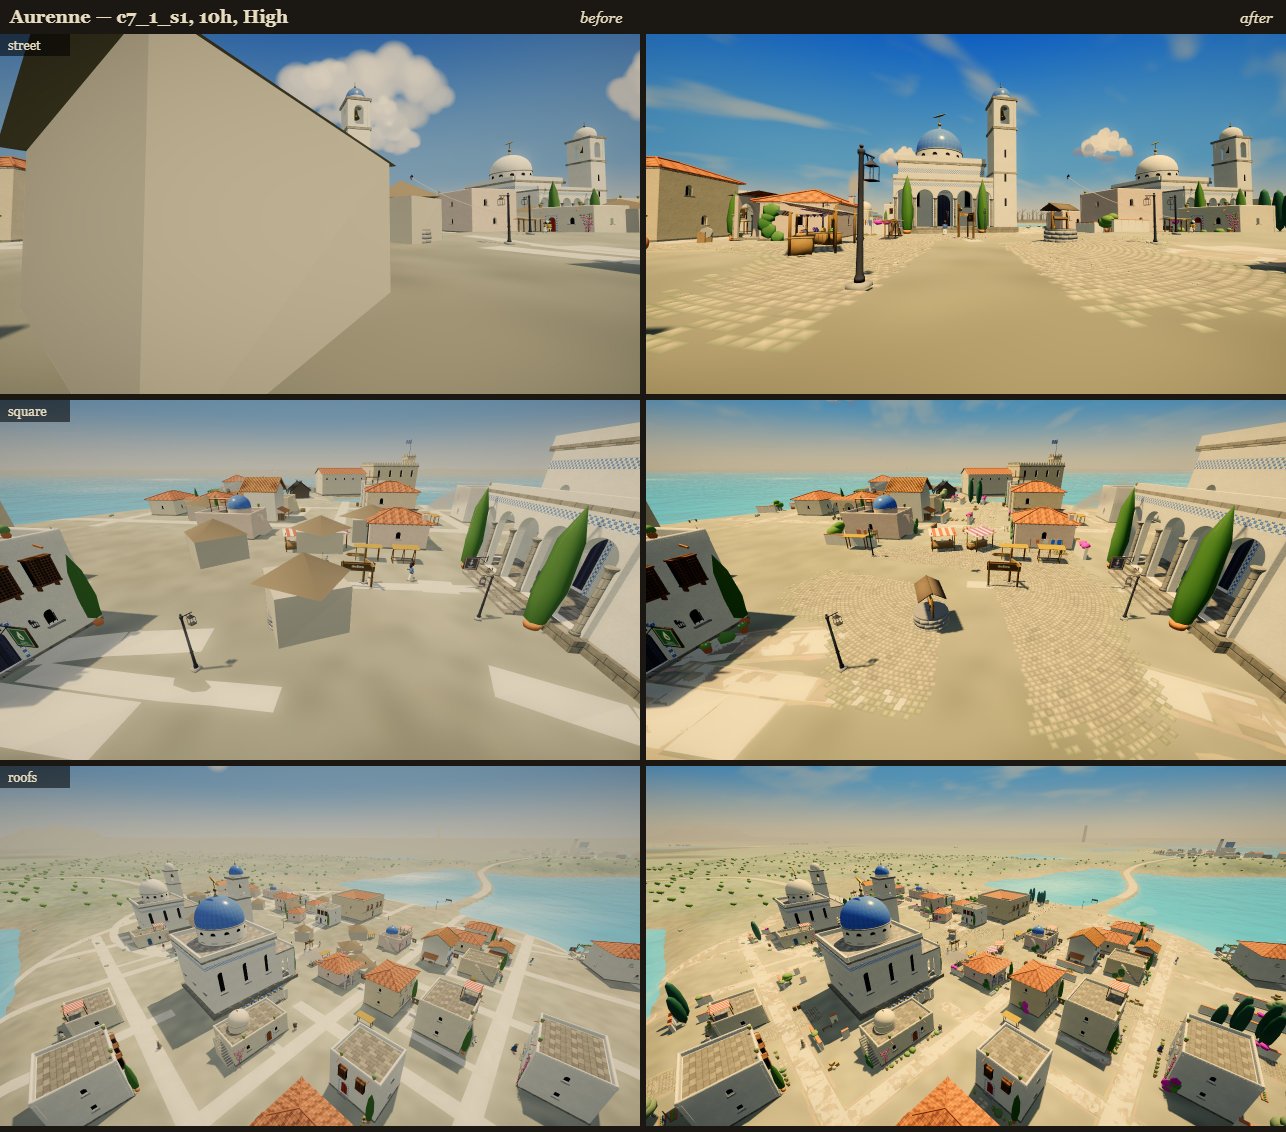 Aurenne — c7_1_s1, 10h, High
before
after
street
square
roofs